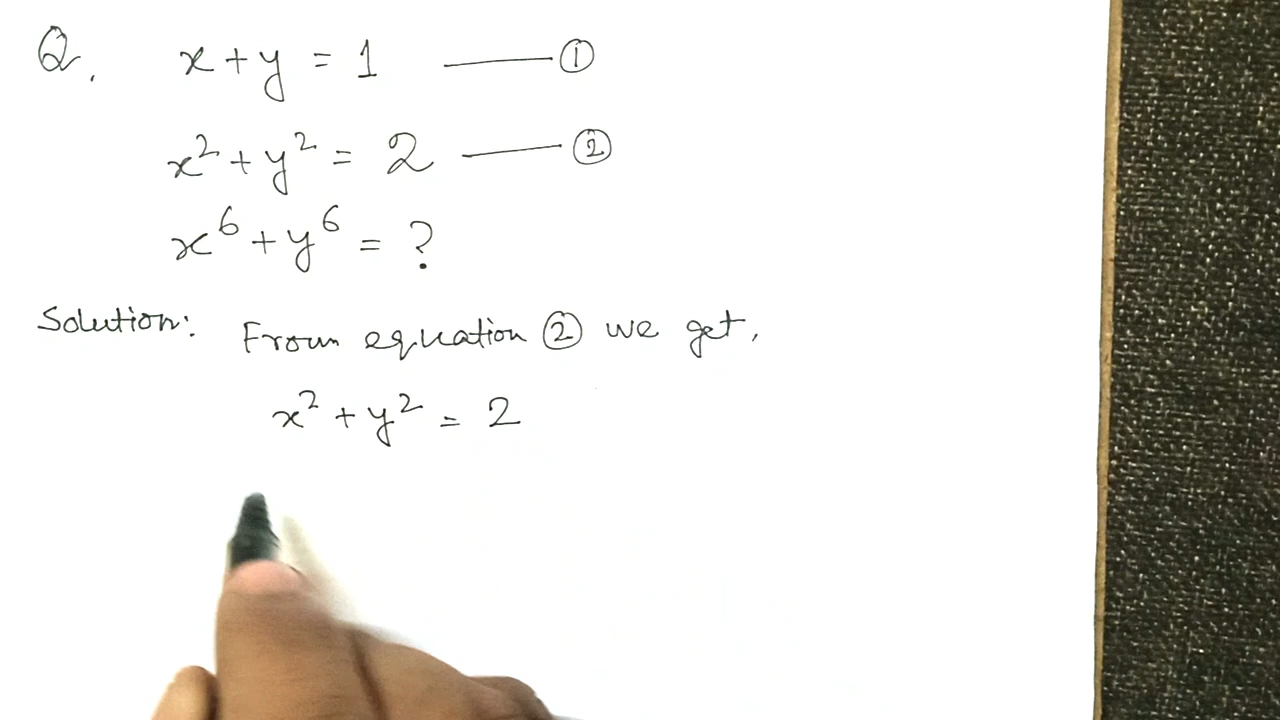 Q. x + y = 1 —— ①
x² + y² = 2 —— ②
x⁶ + y⁶ = ?
Solution: From equation ② we get,
x² + y² = 2